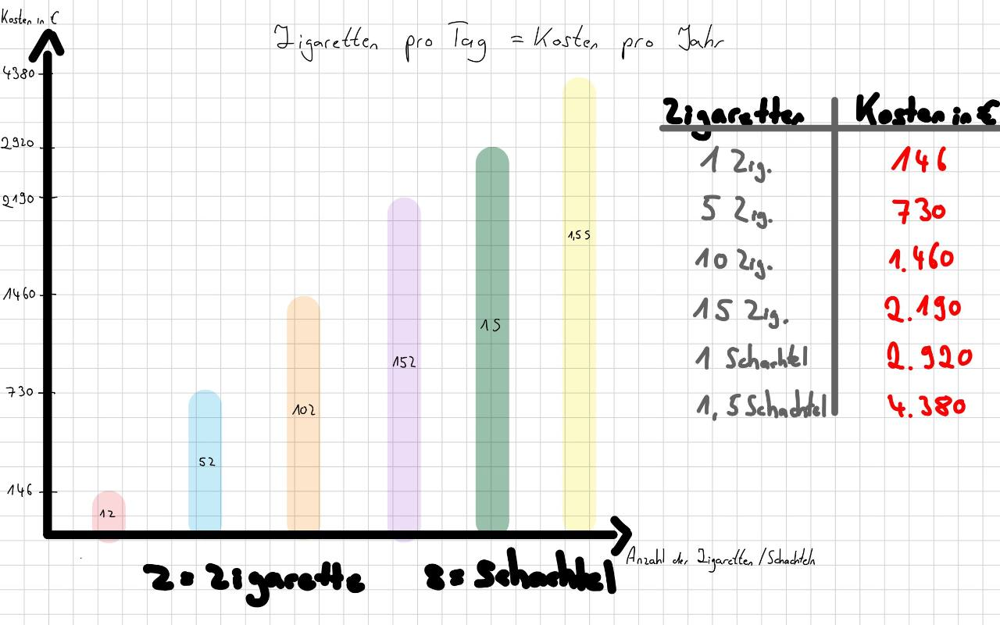 Kosten in €
Zigaretten pro Tag = Kosten pro Jahr
4380
2920
2190
1460
730
146
1Z
5Z
10Z
15Z
1S
1,5S
Anzahl der Zigaretten / Schachteln
Z = Zigarette
S = Schachtel
Zigaretten Kosten in €
1 Zig. 146
5 Zig. 730
10 Zig. 1.460
15 Zig. 2.190
1 Schachtel 2.920
1,5 Schachtel 4.380